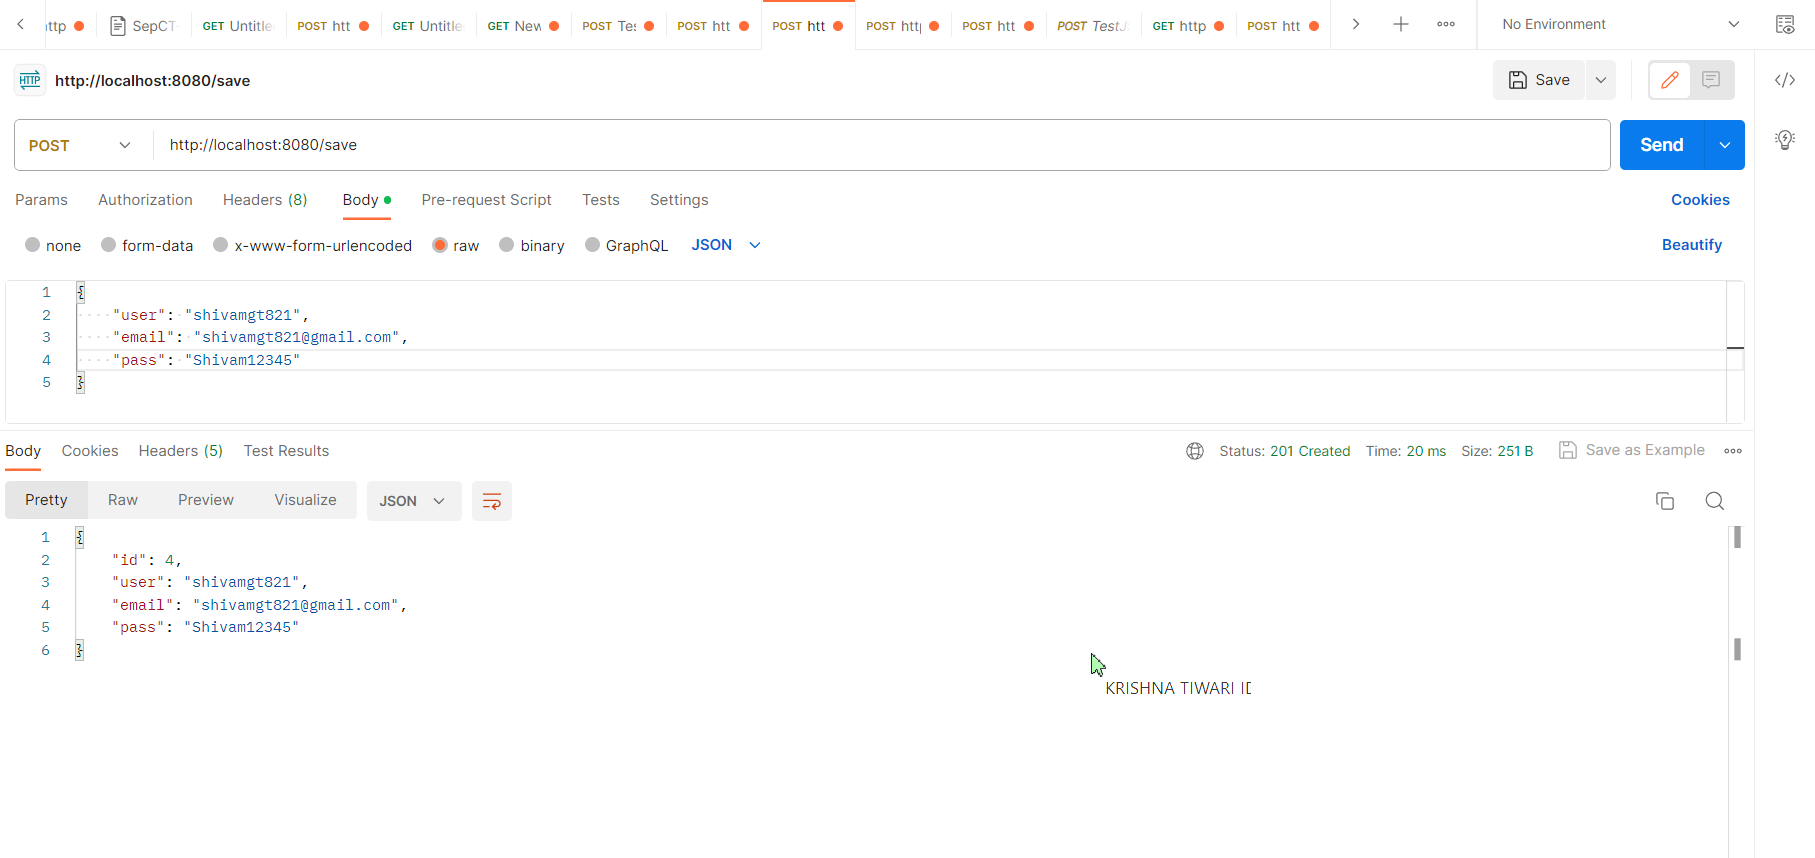 SepCT
GET Untitle
POST htt
GET Untitle
GET New
POST Tes
POST htt
POST htt
POST htt
POST htt
POST TestJ
GET http
POST htt
No Environment
HTTP http://localhost:8080/save
Save
POST http://localhost:8080/save
Send
Params Authorization Headers (8) Body Pre-request Script Tests Settings Cookies
none form-data x-www-form-urlencoded raw binary GraphQL JSON Beautify
1 {
2 "user": "shivamgt821",
3 "email": "shivamgt821@gmail.com",
4 "pass": "Shivam12345"
5 }
Body Cookies Headers (5) Test Results Status: 201 Created Time: 20 ms Size: 251 B Save as Example
Pretty Raw Preview Visualize JSON
1 {
2 "id": 4,
3 "user": "shivamgt821",
4 "email": "shivamgt821@gmail.com",
5 "pass": "Shivam12345"
6 }
KRISHNA TIWARI